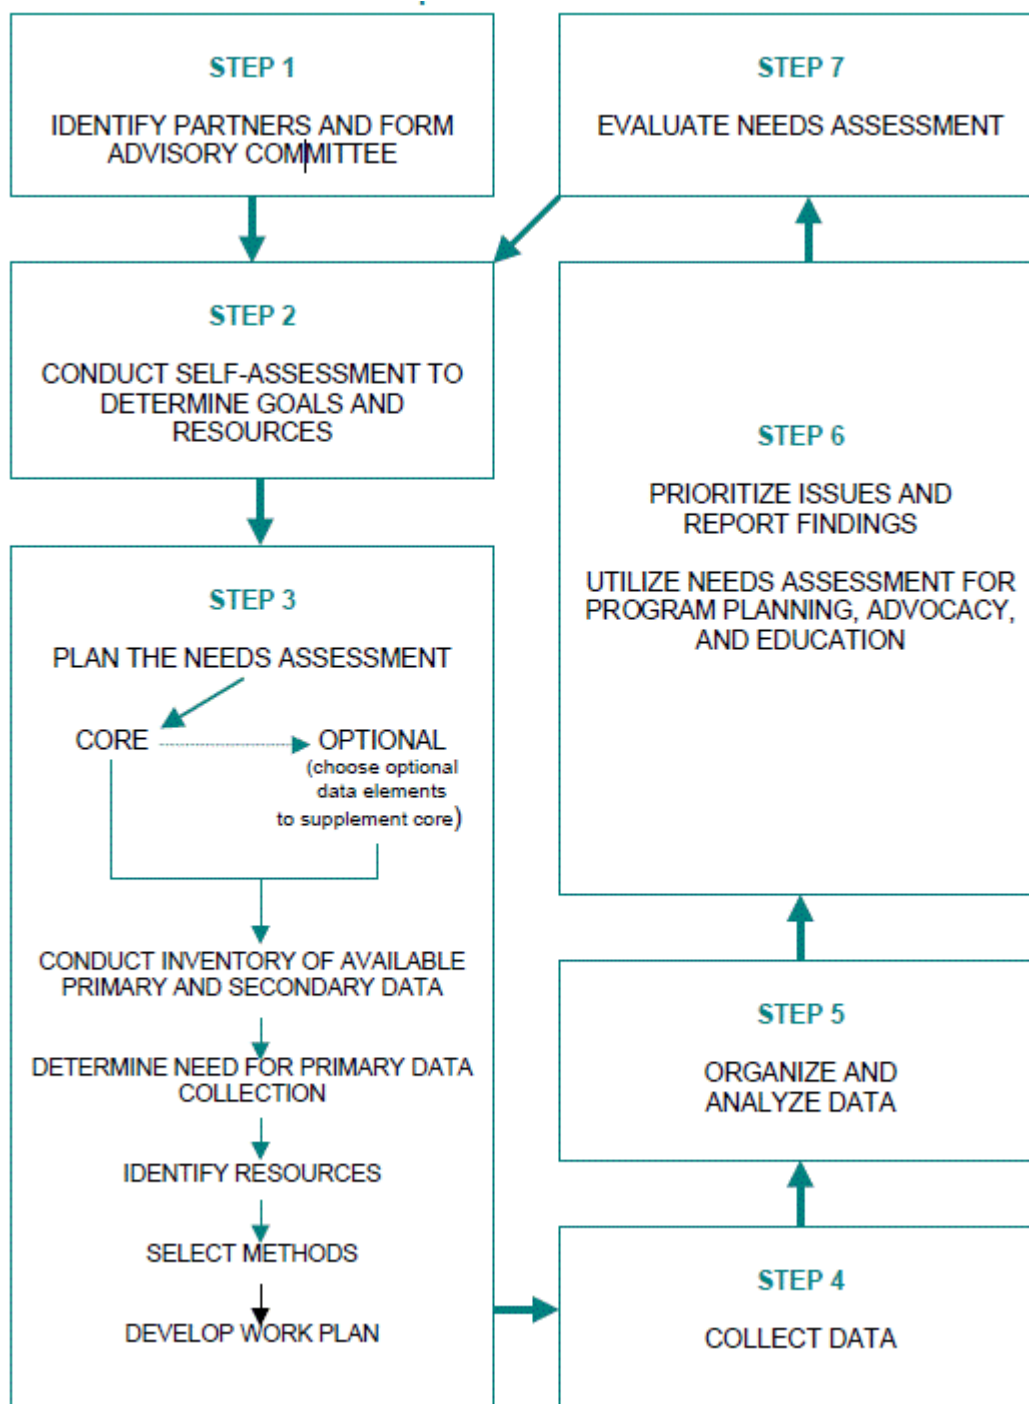 STEP 1
IDENTIFY PARTNERS AND FORM
ADVISORY COMMITTEE
STEP 2
CONDUCT SELF-ASSESSMENT TO
DETERMINE GOALS AND
RESOURCES
STEP 3
PLAN THE NEEDS ASSESSMENT
CORE
OPTIONAL
(choose optional
data elements
to supplement core)
CONDUCT INVENTORY OF AVAILABLE
PRIMARY AND SECONDARY DATA
DETERMINE NEED FOR PRIMARY DATA
COLLECTION
IDENTIFY RESOURCES
SELECT METHODS
DEVELOP WORK PLAN
STEP 4
COLLECT DATA
STEP 5
ORGANIZE AND
ANALYZE DATA
STEP 6
PRIORITIZE ISSUES AND
REPORT FINDINGS
UTILIZE NEEDS ASSESSMENT FOR
PROGRAM PLANNING, ADVOCACY,
AND EDUCATION
STEP 7
EVALUATE NEEDS ASSESSMENT